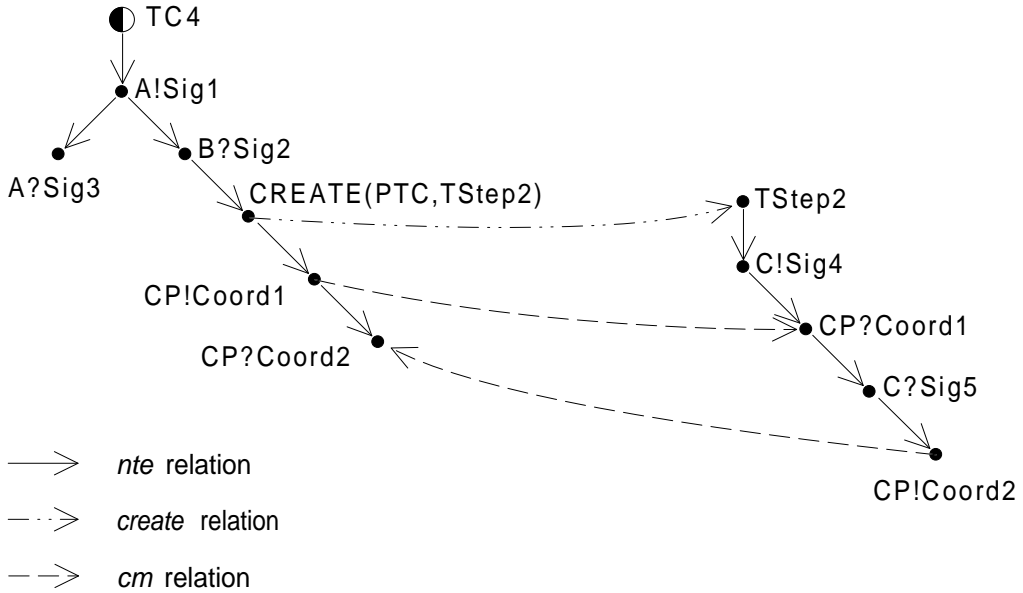 TC4
A!Sig1
B?Sig2
A?Sig3
CREATE(PTC,TStep2)
TStep2
C!Sig4
CP!Coord1
CP?Coord1
CP?Coord2
C?Sig5
nte relation
CP!Coord2
create relation
cm relation